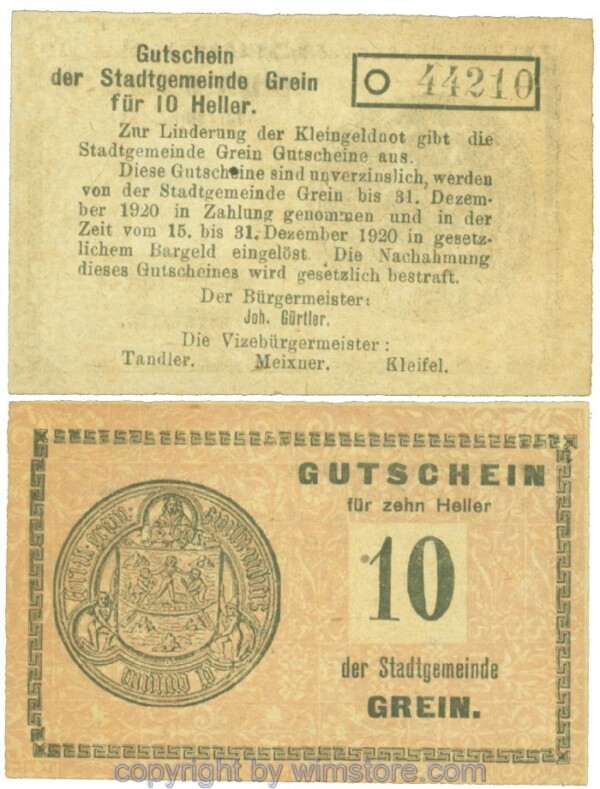 Gutschein
der Stadtgemeinde Grein
für 10 Heller.
O 44210
Zur Linderung der Kleingeldnot gibt die
Stadtgemeinde Grein Gutscheine aus.
Diese Gutscheine sind unverzinslich, werden
von der Stadtgemeinde Grein bis 31. Dezem-
ber 1920 in Zahlung genommen und in der
Zeit vom 15. bis 31. Dezember 1920 in gesetz-
lichem Bargeld eingelöst. Die Nachahmung
dieses Gutscheines wird gesetzlich bestraft.
Der Bürgermeister:
Joh. Gürtler.
Die Vizebürgermeister:
Tandler. Meixner. Kleifel.
GUTSCHEIN
für zehn Heller
10
der Stadtgemeinde
GREIN.
copyright by wimstore.com